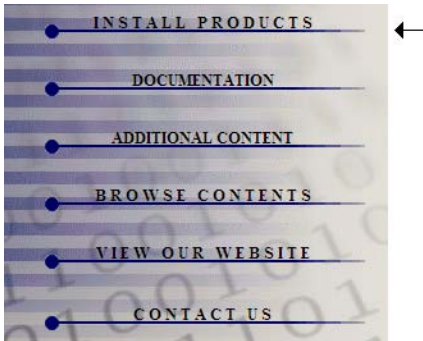 INSTALL PRODUCTS
DOCUMENTATION
ADDITIONAL CONTENT
BROWSE CONTENTS
VIEW OUR WEBSITE
CONTACT US